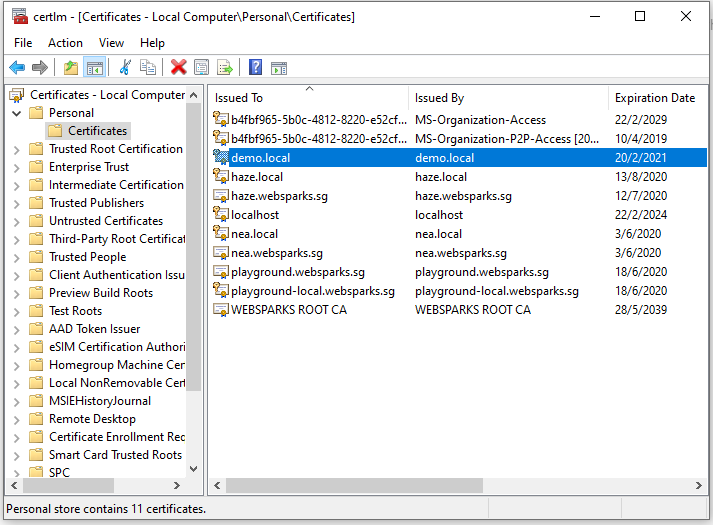 certlm - [Certificates - Local Computer\Personal\Certificates]
File Action View Help
Certificates - Local Computer
Personal
Certificates
Trusted Root Certification
Enterprise Trust
Intermediate Certification
Trusted Publishers
Untrusted Certificates
Third-Party Root Certifica
Trusted People
Client Authentication Issu
Preview Build Roots
Test Roots
AAD Token Issuer
eSIM Certification Authori
Homegroup Machine Cer
Local NonRemovable Cert
MSIEHistoryJournal
Remote Desktop
Certificate Enrollment Req
Smart Card Trusted Roots
SPC
Issued To Issued By Expiration Date
b4fbf965-5b0c-4812-8220-e52cf... MS-Organization-Access 22/2/2029
b4fbf965-5b0c-4812-8220-e52cf... MS-Organization-P2P-Access [20... 10/4/2019
demo.local demo.local 20/2/2021
haze.local haze.local 13/8/2020
haze.websparks.sg haze.websparks.sg 12/7/2020
localhost localhost 22/2/2024
nea.local nea.local 3/6/2020
nea.websparks.sg nea.websparks.sg 3/6/2020
playground.websparks.sg playground.websparks.sg 18/6/2020
playground-local.websparks.sg playground-local.websparks.sg 18/6/2020
WEBSPARKS ROOT CA WEBSPARKS ROOT CA 28/5/2039
Personal store contains 11 certificates.